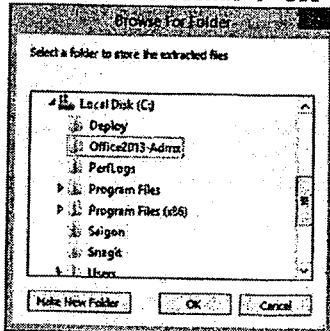 Browse For Folder
Select a folder to store the extracted files
Local Disk (C:)
Deploy
Office2013-Admx
PerfLogs
Program Files
Program Files (x86)
Saigon
Snagit
Users
Make New Folder
OK
Cancel